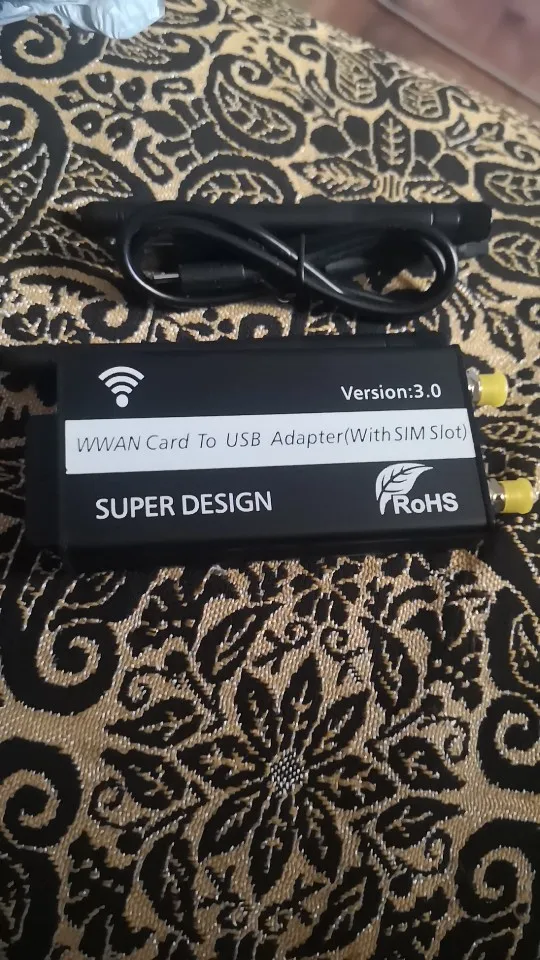 Version:3.0
WWAN Card To USB Adapter(With SIM Slot)
SUPER DESIGN
RoHS